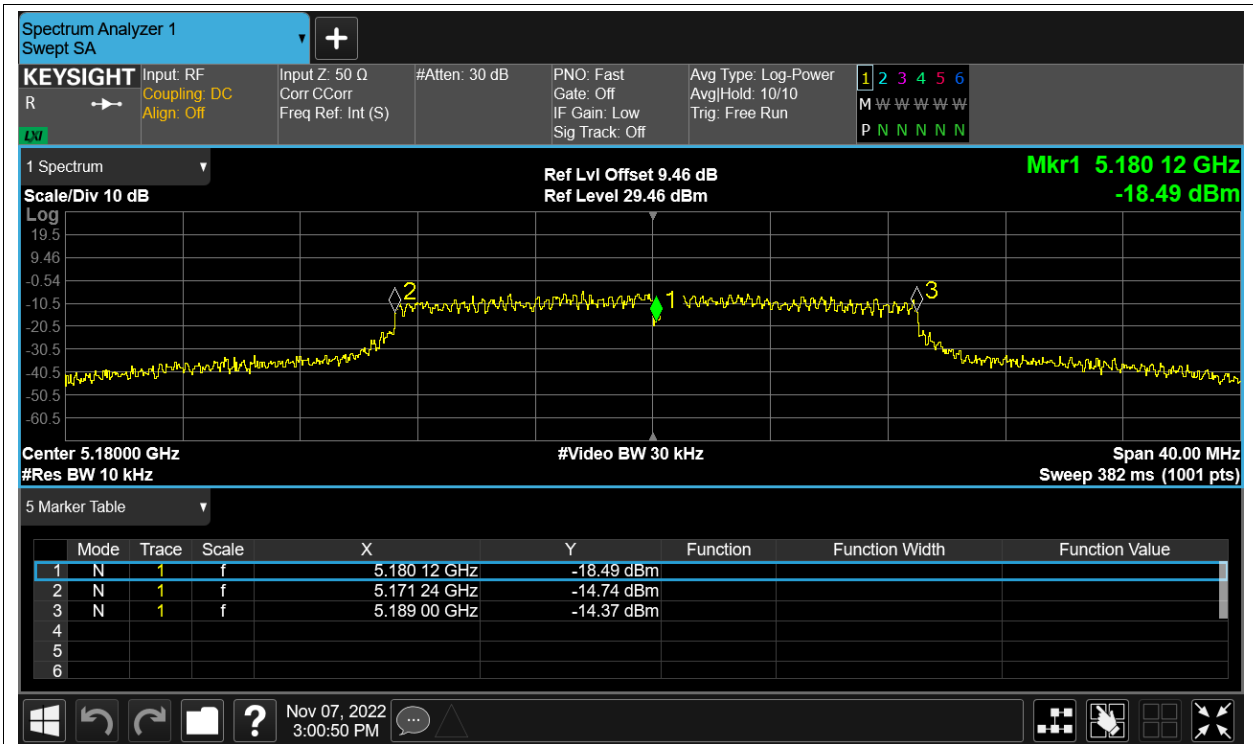 Spectrum Analyzer 1
Swept SA
KEYSIGHT
R
LXI
Input: RF
Coupling: DC
Align: Off
Input Z: 50 Ω
Corr CCorr
Freq Ref: Int (S)
#Atten: 30 dB
PNO: Fast
Gate: Off
IF Gain: Low
Sig Track: Off
Avg Type: Log-Power
Avg|Hold: 10/10
Trig: Free Run
1 2 3 4 5 6
M W W W W W
P N N N N N
1 Spectrum
Scale/Div 10 dB
Ref Lvl Offset 9.46 dB
Ref Level 29.46 dBm
Mkr1 5.180 12 GHz
-18.49 dBm
Log
19.5
9.46
-0.54
-10.5
-20.5
-30.5
-40.5
-50.5
-60.5
2
1
3
Center 5.18000 GHz
#Video BW 30 kHz
Span 40.00 MHz
#Res BW 10 kHz
Sweep 382 ms (1001 pts)
5 Marker Table
Mode Trace Scale X Y Function Function Width Function Value
1 N 1 f 5.180 12 GHz -18.49 dBm
2 N 1 f 5.171 24 GHz -14.74 dBm
3 N 1 f 5.189 00 GHz -14.37 dBm
4
5
6
?
Nov 07, 2022
3:00:50 PM